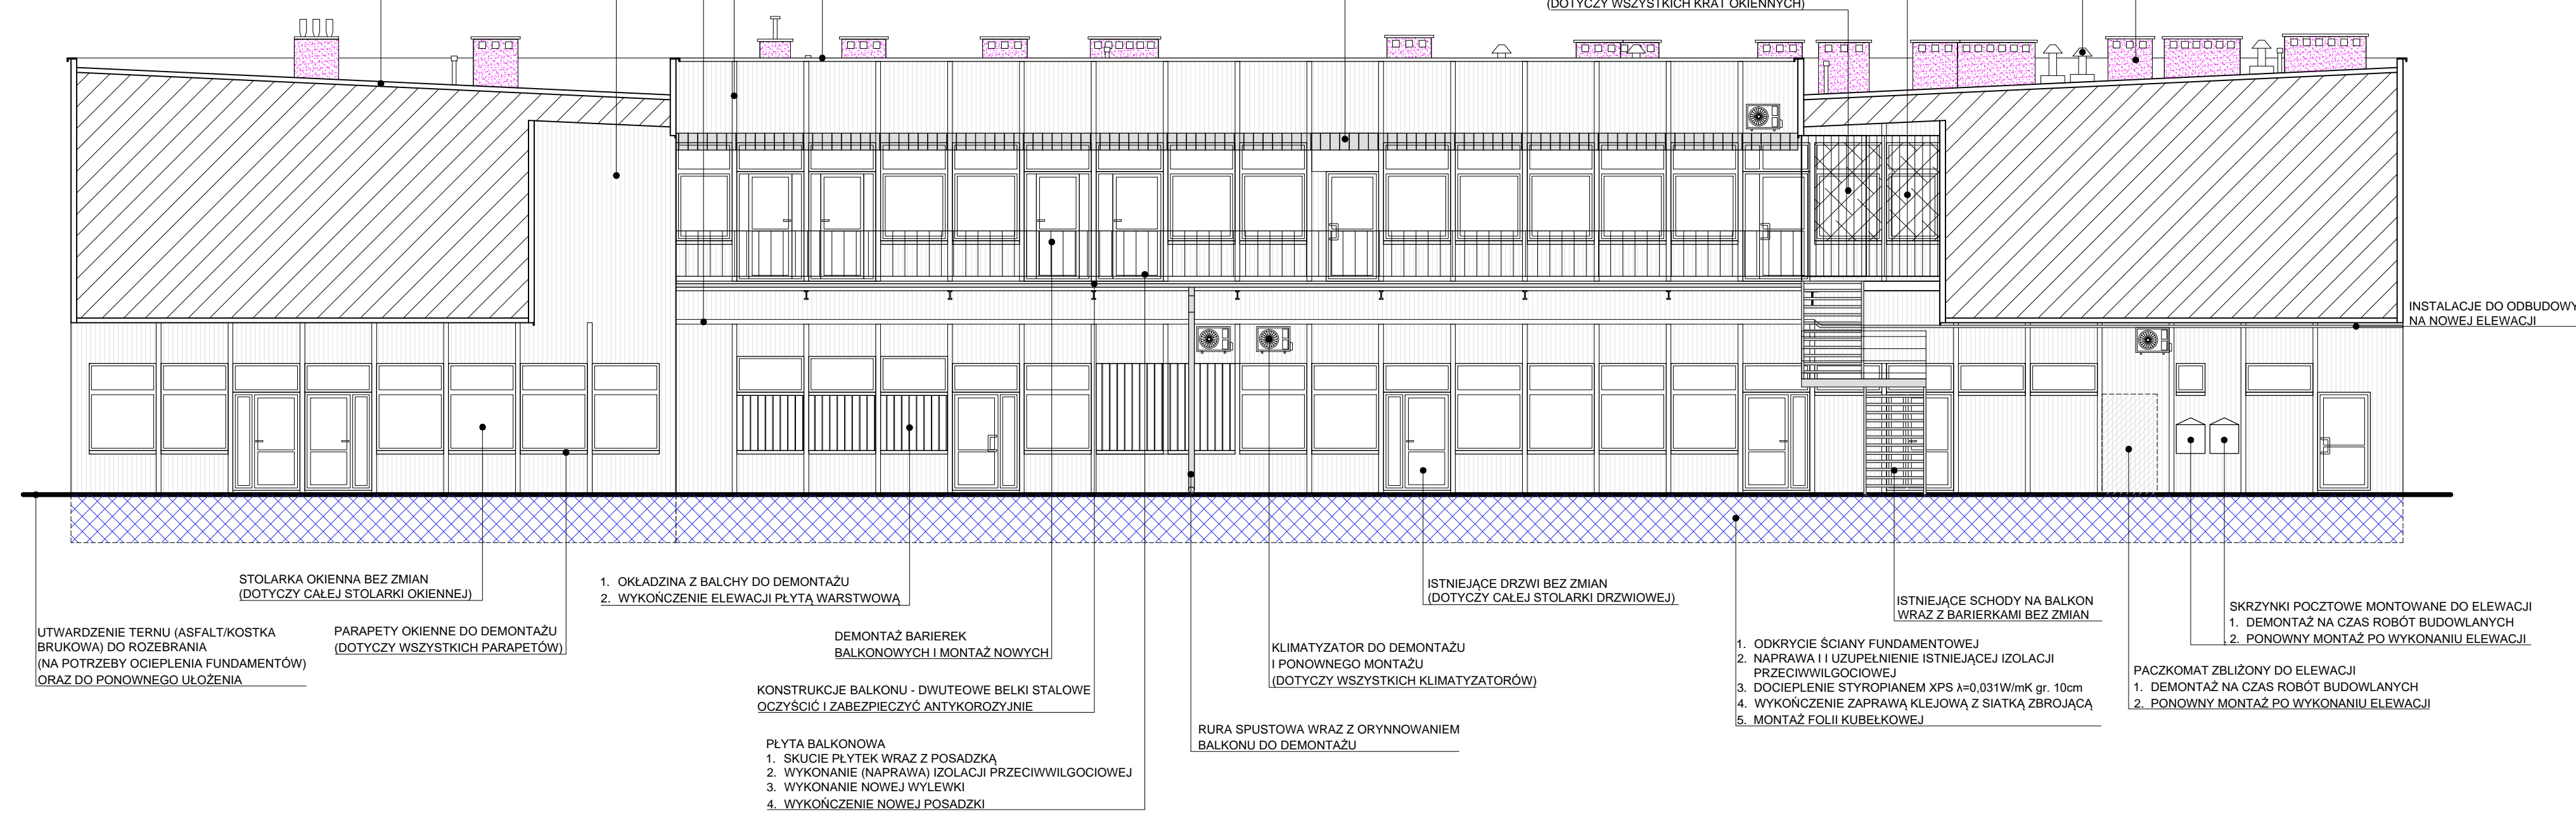 (DOTYCZY WSZYSTKICH KRAT OKIENNYCH)
INSTALACJE DO ODBUDOWY
NA NOWEJ ELEWACJI
STOLARKA OKIENNA BEZ ZMIAN
(DOTYCZY CAŁEJ STOLARKI OKIENNEJ)
UTWARDZENIE TERNU (ASFALT/KOSTKA
BRUKOWA) DO ROZEBRANIA
(NA POTRZEBY OCIEPLENIA FUNDAMENTÓW)
ORAZ DO PONOWNEGO UŁOŻENIA
PARAPETY OKIENNE DO DEMONTAŻU
(DOTYCZY WSZYSTKICH PARAPETÓW)
1. OKŁADZINA Z BALCHY DO DEMONTAŻU
2. WYKOŃCZENIE ELEWACJI PŁYTĄ WARSTWOWĄ
DEMONTAŻ BARIEREK
BALKONOWYCH I MONTAŻ NOWYCH
KONSTRUKCJE BALKONU - DWUTEOWE BELKI STALOWE
OCZYŚCIĆ I ZABEZPIECZYĆ ANTYKOROZYJNIE
PŁYTA BALKONOWA
1. SKUCIE PŁYTEK WRAZ Z POSADZKĄ
2. WYKONANIE (NAPRAWA) IZOLACJI PRZECIWWILGOCIOWEJ
3. WYKONANIE NOWEJ WYLEWKI
4. WYKOŃCZENIE NOWEJ POSADZKI
RURA SPUSTOWA WRAZ Z ORYNNOWANIEM
BALKONU DO DEMONTAŻU
KLIMATYZATOR DO DEMONTAŻU
I PONOWNEGO MONTAŻU
(DOTYCZY WSZYSTKICH KLIMATYZATORÓW)
ISTNIEJĄCE DRZWI BEZ ZMIAN
(DOTYCZY CAŁEJ STOLARKI DRZWIOWEJ)
1. ODKRYCIE ŚCIANY FUNDAMENTOWEJ
2. NAPRAWA I I UZUPEŁNIENIE ISTNIEJĄCEJ IZOLACJI
PRZECIWWILGOCIOWEJ
3. DOCIEPLENIE STYROPIANEM XPS λ=0,031W/mK gr. 10cm
4. WYKOŃCZENIE ZAPRAWĄ KLEJOWĄ Z SIATKĄ ZBROJĄCĄ
5. MONTAŻ FOLII KUBEŁKOWEJ
ISTNIEJĄCE SCHODY NA BALKON
WRAZ Z BARIERKAMI BEZ ZMIAN
SKRZYNKI POCZTOWE MONTOWANE DO ELEWACJI
1. DEMONTAŻ NA CZAS ROBÓT BUDOWLANYCH
2. PONOWNY MONTAŻ PO WYKONANIU ELEWACJI
PACZKOMAT ZBLIŻONY DO ELEWACJI
1. DEMONTAŻ NA CZAS ROBÓT BUDOWLANYCH
2. PONOWNY MONTAŻ PO WYKONANIU ELEWACJI